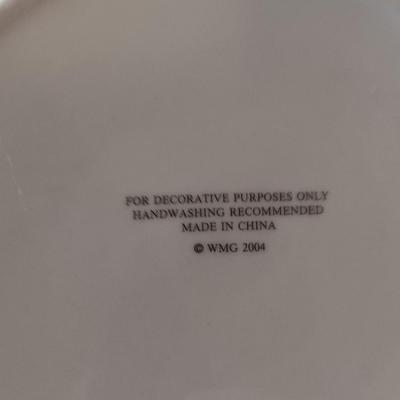 FOR DECORATIVE PURPOSES ONLY
HANDWASHING RECOMMENDED
MADE IN CHINA
© WMG 2004